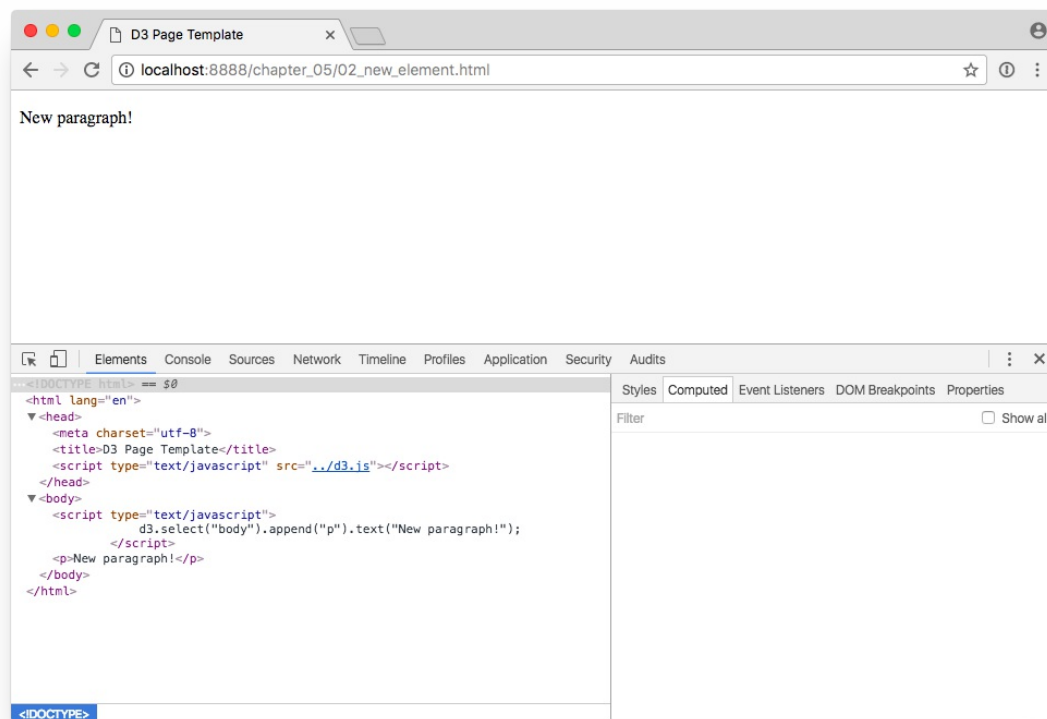 D3 Page Template
localhost:8888/chapter_05/02_new_element.html
New paragraph!
Elements Console Sources Network Timeline Profiles Application Security Audits
Styles Computed Event Listeners DOM Breakpoints Properties
Filter Show al
…<!DOCTYPE html> == $0
<html lang="en">
▼<head>
<meta charset="utf-8">
<title>D3 Page Template</title>
<script type="text/javascript" src="../d3.js"></script>
</head>
▼<body>
<script type="text/javascript">
d3.select("body").append("p").text("New paragraph!");
</script>
<p>New paragraph!</p>
</body>
</html>
<!DOCTYPE>